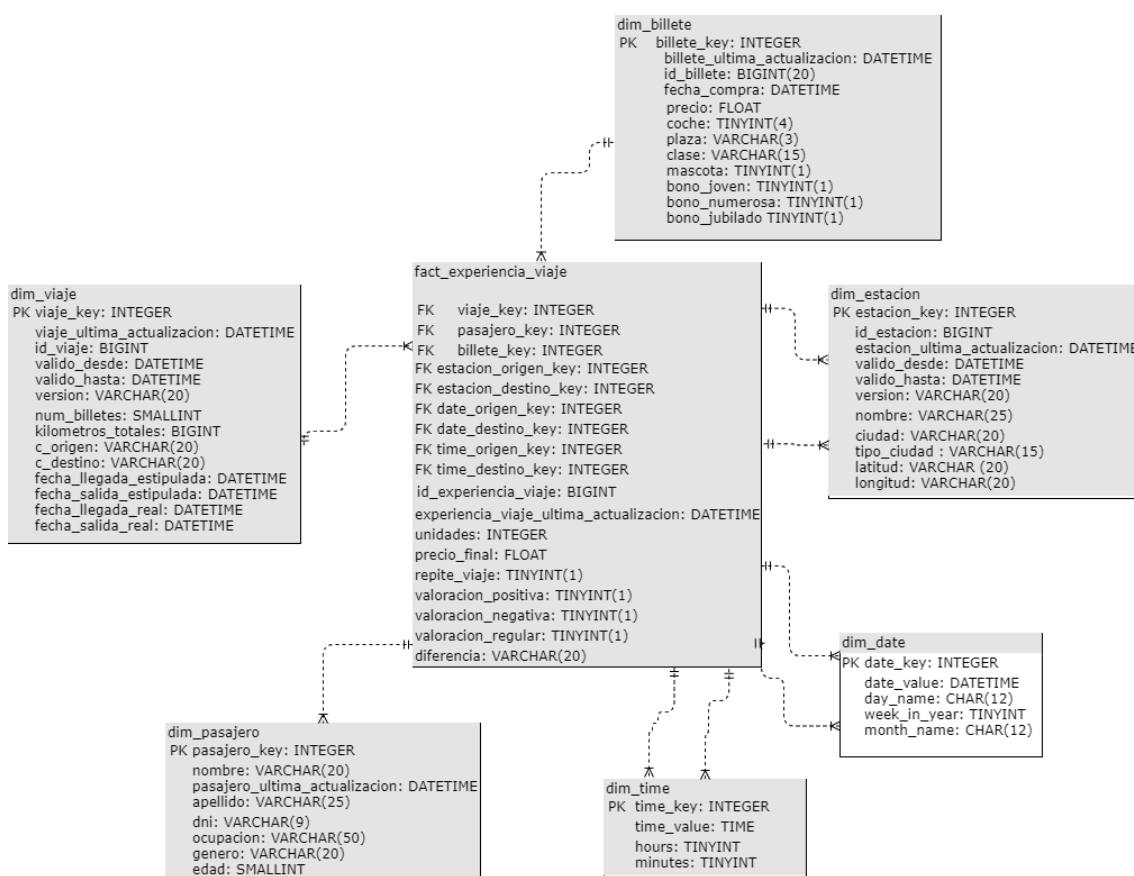 dim_billete
PK billete_key: INTEGER
billete_ultima_actualizacion: DATETIME
id_billete: BIGINT(20)
fecha_compra: DATETIME
precio: FLOAT
coche: TINYINT(4)
plaza: VARCHAR(3)
clase: VARCHAR(15)
mascota: TINYINT(1)
bono_joven: TINYINT(1)
bono_numerosa: TINYINT(1)
bono_jubilado TINYINT(1)
dim_viaje
PK viaje_key: INTEGER
viaje_ultima_actualizacion: DATETIME
id_viaje: BIGINT
valido_desde: DATETIME
valido_hasta: DATETIME
version: VARCHAR(20)
num_billetes: SMALLINT
kilometros_totales: BIGINT
c_origen: VARCHAR(20)
c_destino: VARCHAR(20)
fecha_llegada_estipulada: DATETIME
fecha_salida_estipulada: DATETIME
fecha_llegada_real: DATETIME
fecha_salida_real: DATETIME
fact_experiencia_viaje
FK viaje_key: INTEGER
FK pasajero_key: INTEGER
FK billete_key: INTEGER
FK estacion_origen_key: INTEGER
FK estacion_destino_key: INTEGER
FK date_origen_key: INTEGER
FK date_destino_key: INTEGER
FK time_origen_key: INTEGER
FK time_destino_key: INTEGER
id_experiencia_viaje: BIGINT
experiencia_viaje_ultima_actualizacion: DATETIME
unidades: INTEGER
precio_final: FLOAT
repite_viaje: TINYINT(1)
valoracion_positiva: TINYINT(1)
valoracion_negativa: TINYINT(1)
valoracion_regular: TINYINT(1)
diferencia: VARCHAR(20)
dim_estacion
PK estacion_key: INTEGER
id_estacion: BIGINT
estacion_ultima_actualizacion: DATETIME
valido_desde: DATETIME
valido_hasta: DATETIME
version: VARCHAR(20)
nombre: VARCHAR(25)
ciudad: VARCHAR(20)
tipo_ciudad : VARCHAR(15)
latitud: VARCHAR (20)
longitud: VARCHAR(20)
dim_date
PK date_key: INTEGER
date_value: DATETIME
day_name: CHAR(12)
week_in_year: TINYINT
month_name: CHAR(12)
dim_pasajero
PK pasajero_key: INTEGER
nombre: VARCHAR(20)
pasajero_ultima_actualizacion: DATETIME
apellido: VARCHAR(25)
dni: VARCHAR(9)
ocupacion: VARCHAR(50)
genero: VARCHAR(20)
edad: SMALLINT
dim_time
PK time_key: INTEGER
time_value: TIME
hours: TINYINT
minutes: TINYINT